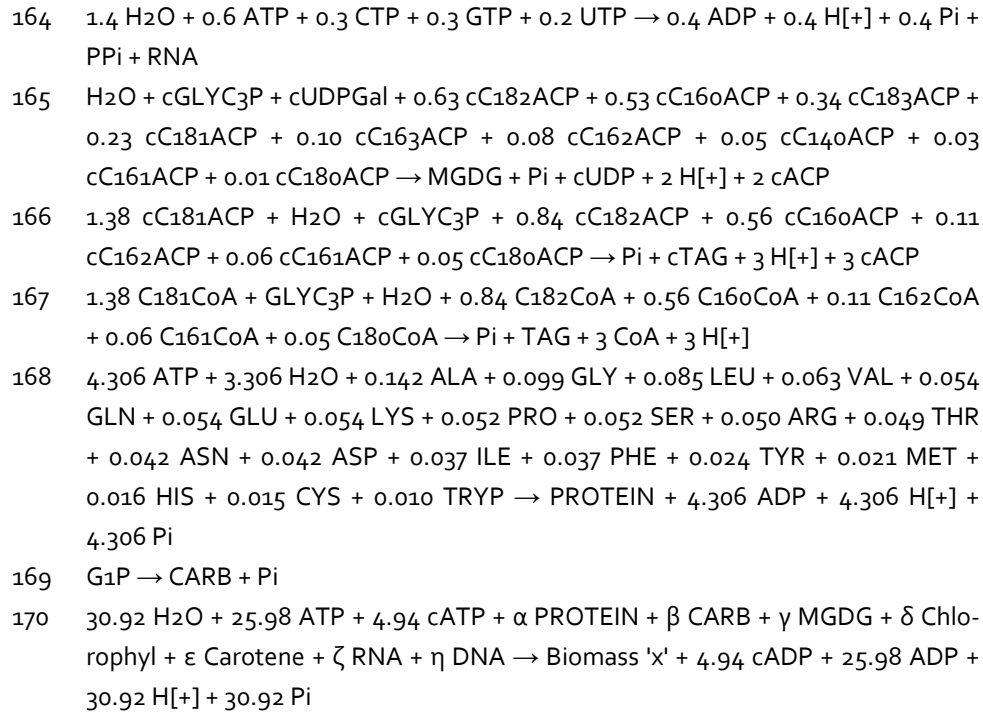 164 1.4 H2O + 0.6 ATP + 0.3 CTP + 0.3 GTP + 0.2 UTP → 0.4 ADP + 0.4 H[+] + 0.4 Pi +
PPi + RNA
165 H2O + cGLYC3P + cUDPGal + 0.63 cC182ACP + 0.53 cC160ACP + 0.34 cC183ACP +
0.23 cC181ACP + 0.10 cC163ACP + 0.08 cC162ACP + 0.05 cC140ACP + 0.03
cC161ACP + 0.01 cC180ACP → MGDG + Pi + cUDP + 2 H[+] + 2 cACP
166 1.38 cC181ACP + H2O + cGLYC3P + 0.84 cC182ACP + 0.56 cC160ACP + 0.11
cC162ACP + 0.06 cC161ACP + 0.05 cC180ACP → Pi + cTAG + 3 H[+] + 3 cACP
167 1.38 C181CoA + GLYC3P + H2O + 0.84 C182CoA + 0.56 C160CoA + 0.11 C162CoA
+ 0.06 C161CoA + 0.05 C180CoA → Pi + TAG + 3 CoA + 3 H[+]
168 4.306 ATP + 3.306 H2O + 0.142 ALA + 0.099 GLY + 0.085 LEU + 0.063 VAL + 0.054
GLN + 0.054 GLU + 0.054 LYS + 0.052 PRO + 0.052 SER + 0.050 ARG + 0.049 THR
+ 0.042 ASN + 0.042 ASP + 0.037 ILE + 0.037 PHE + 0.024 TYR + 0.021 MET +
0.016 HIS + 0.015 CYS + 0.010 TRYP → PROTEIN + 4.306 ADP + 4.306 H[+] +
4.306 Pi
169 G1P → CARB + Pi
170 30.92 H2O + 25.98 ATP + 4.94 cATP + α PROTEIN + β CARB + γ MGDG + δ Chlo-
rophyl + ε Carotene + ζ RNA + η DNA → Biomass 'x' + 4.94 cADP + 25.98 ADP +
30.92 H[+] + 30.92 Pi